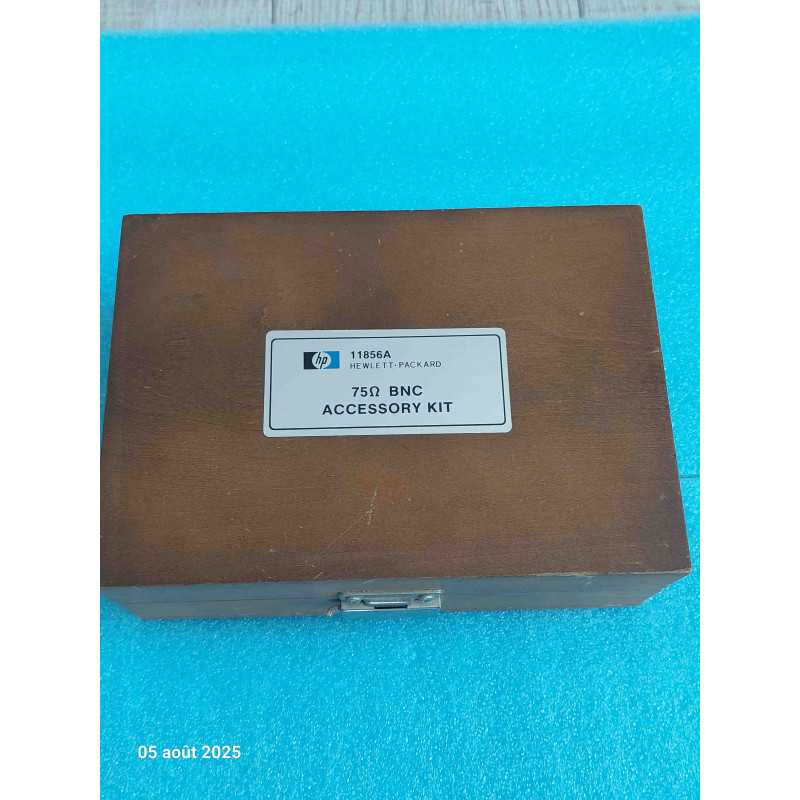 hp
11856A
HEWLETT·PACKARD
75Ω BNC
ACCESSORY KIT
05 août 2025